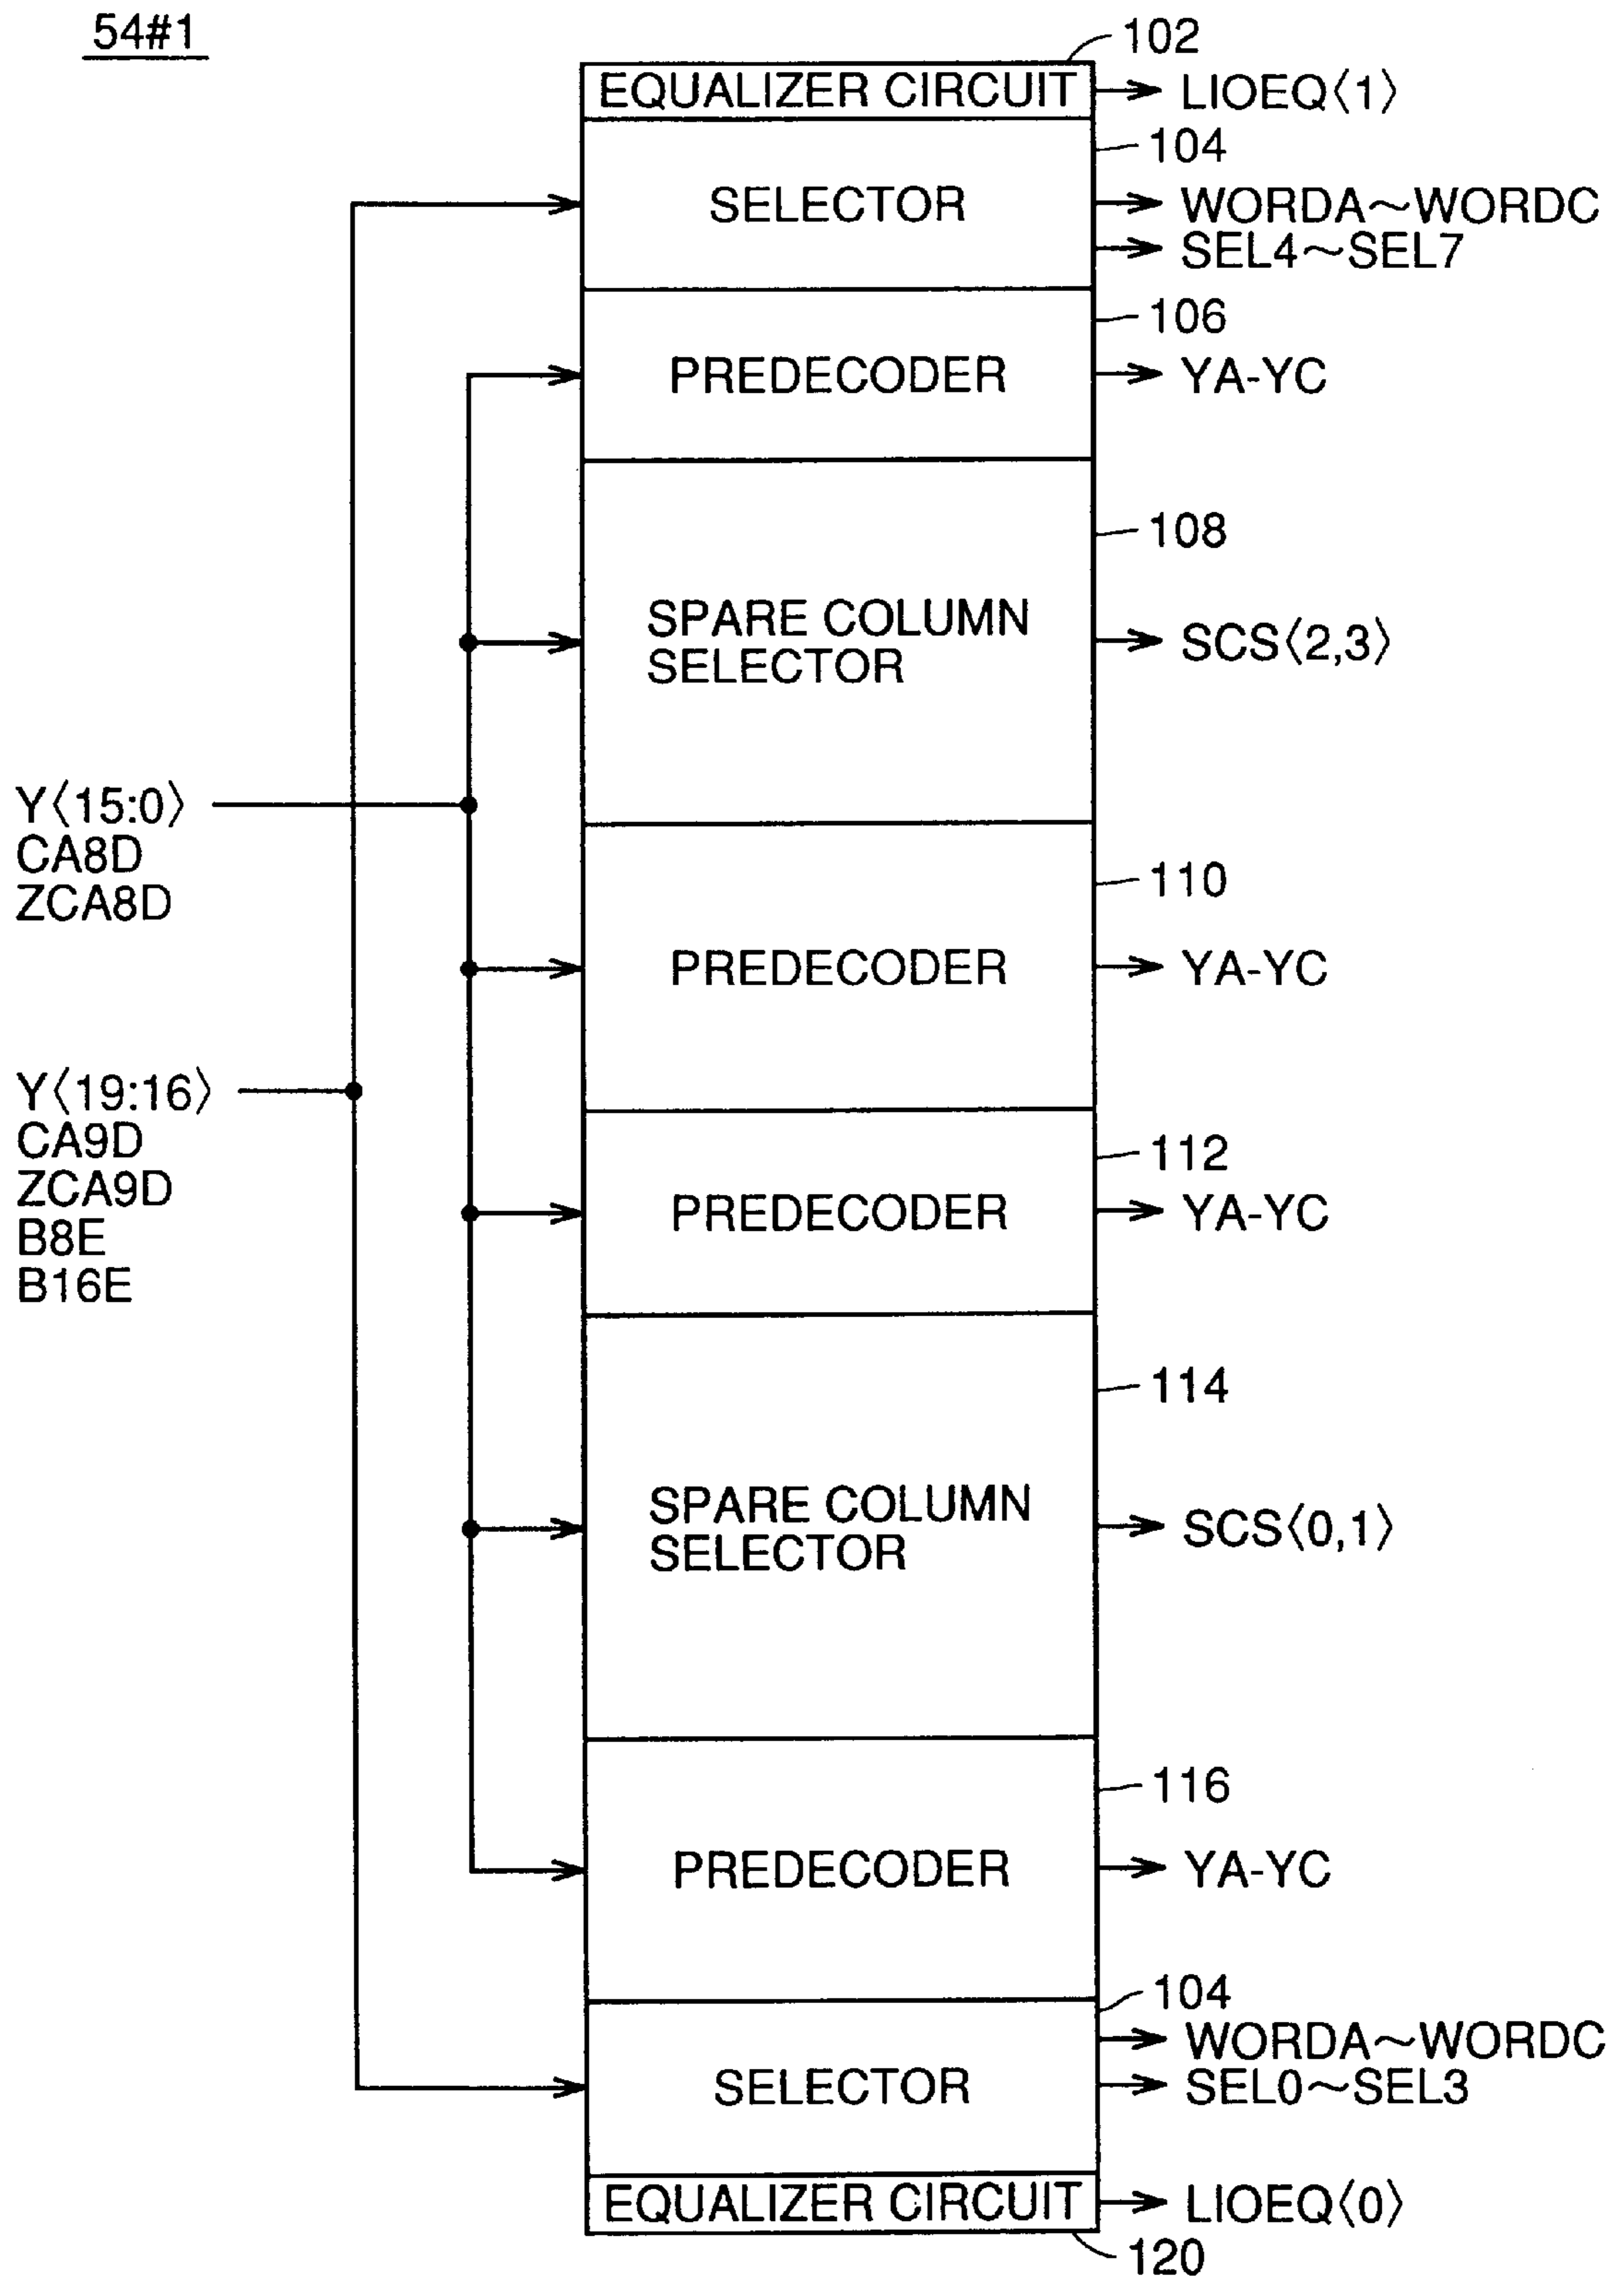 54#1
102
EQUALIZER CIRCUIT
LIOEQ⟨1⟩
104
SELECTOR
WORDA~WORDC
SEL4~SEL7
106
PREDECODER
YA-YC
108
SPARE COLUMN
SELECTOR
SCS⟨2,3⟩
Y⟨15:0⟩
CA8D
ZCA8D
110
PREDECODER
YA-YC
Y⟨19:16⟩
CA9D
ZCA9D
B8E
B16E
112
PREDECODER
YA-YC
114
SPARE COLUMN
SELECTOR
SCS⟨0,1⟩
116
PREDECODER
YA-YC
104
WORDA~WORDC
SELECTOR
SEL0~SEL3
EQUALIZER CIRCUIT
LIOEQ⟨0⟩
120